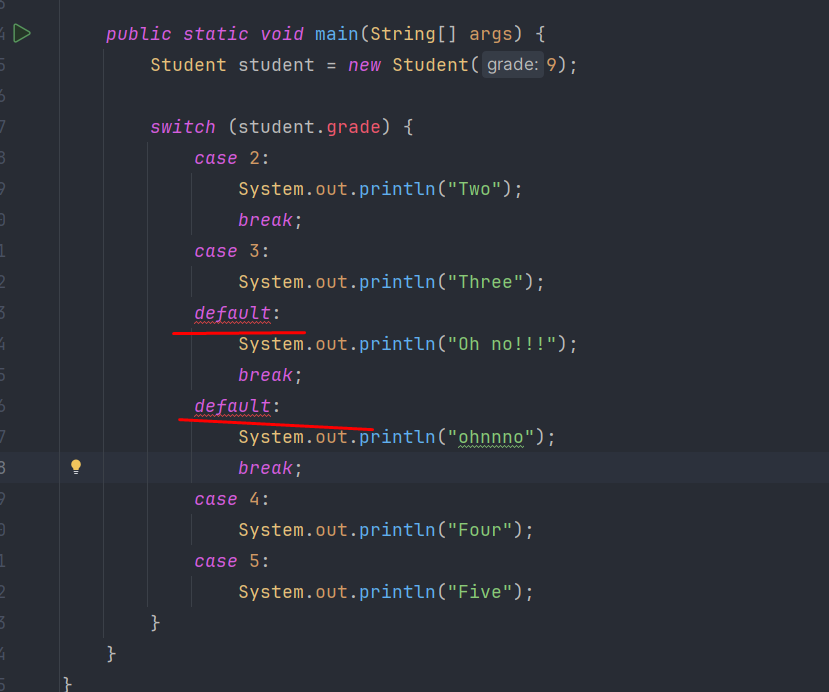 public static void main(String[] args) {
Student student = new Student( grade: 9);
switch (student.grade) {
case 2:
System.out.println("Two");
break;
case 3:
System.out.println("Three");
default:
System.out.println("Oh no!!!");
break;
default:
System.out.println("ohnnno");
break;
case 4:
System.out.println("Four");
case 5:
System.out.println("Five");
}
}
}